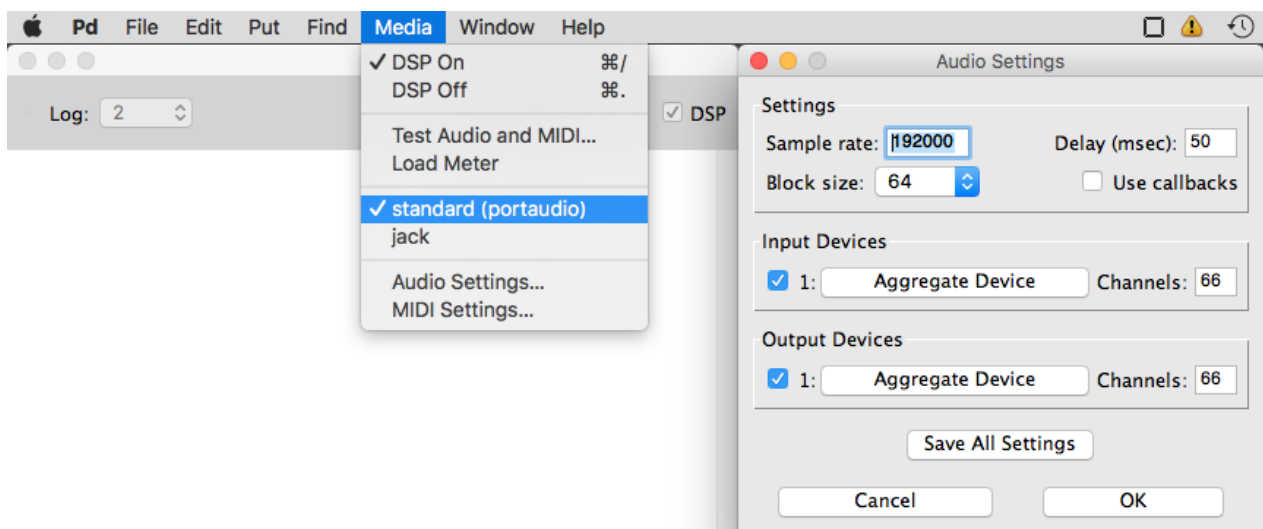 Pd File Edit Put Find Media Window Help
Log: 2
DSP
DSP On ⌘/
DSP Off ⌘.
Test Audio and MIDI...
Load Meter
standard (portaudio)
jack
Audio Settings...
MIDI Settings...
Audio Settings
Settings
Sample rate: 192000 Delay (msec): 50
Block size: 64 Use callbacks
Input Devices
1: Aggregate Device Channels: 66
Output Devices
1: Aggregate Device Channels: 66
Save All Settings
Cancel OK